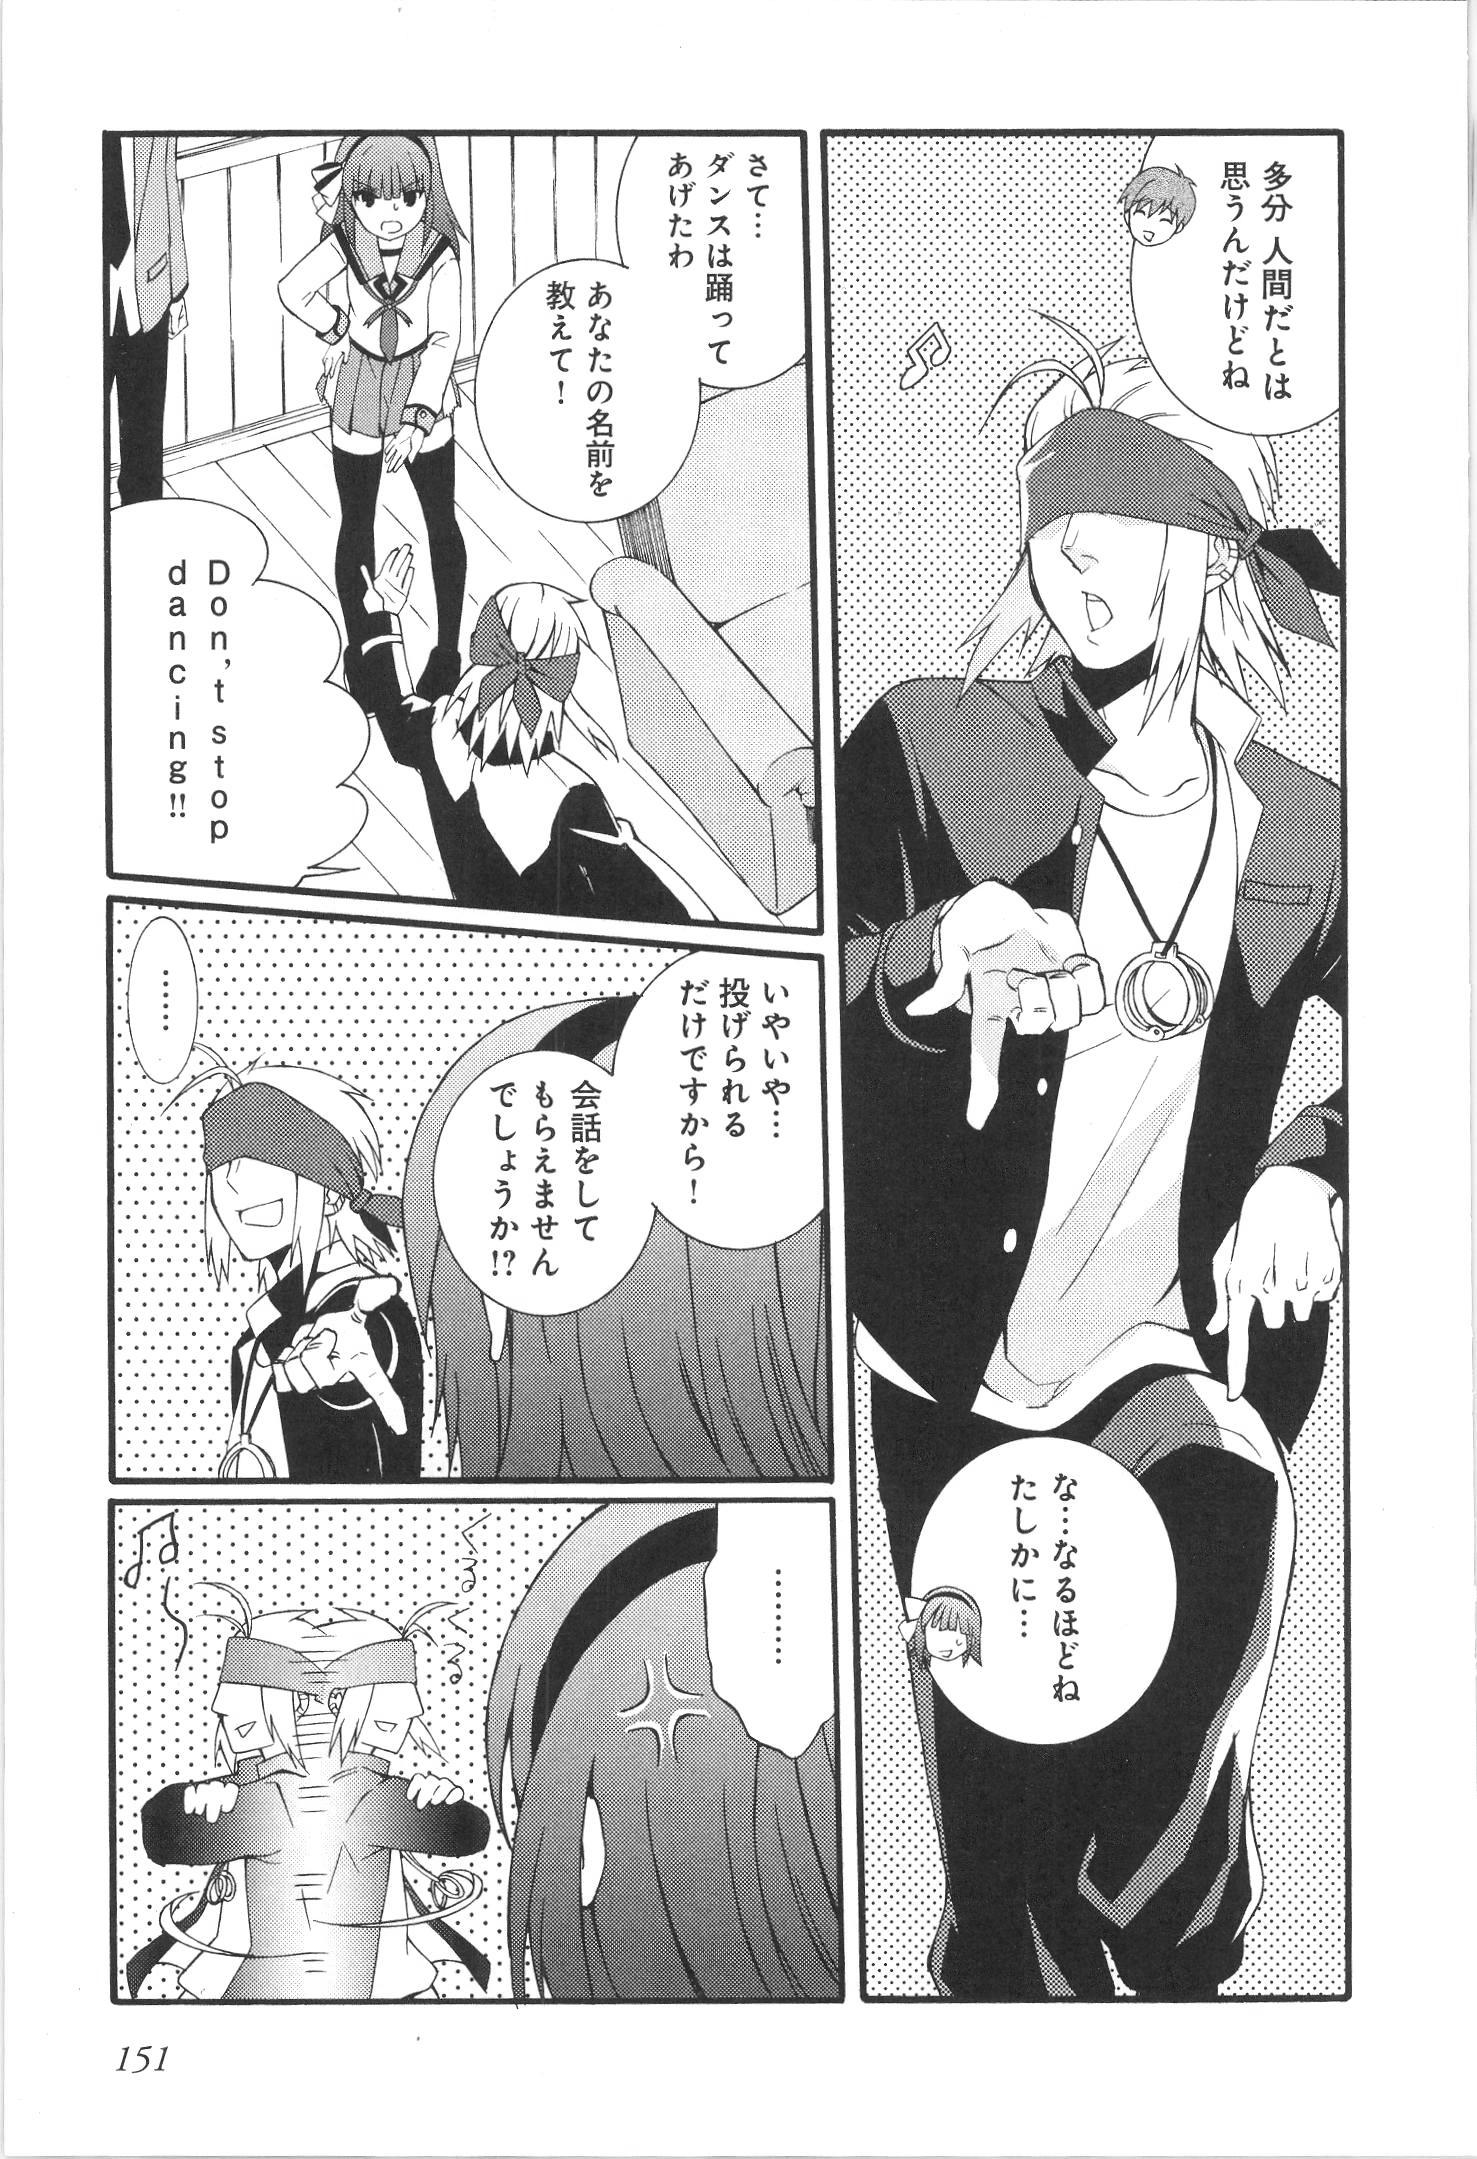 多分 人間だとは
思うんだけどね
な…なるほどね
たしかに…
さて…
ダンスは踊って
あげたわ
あなたの名前を
教えて！
Don't stop
dancing!!
いやいや…
投げられる
だけですから！
会話をして
もらえません
でしょうか!?
……
………
くるくる
151